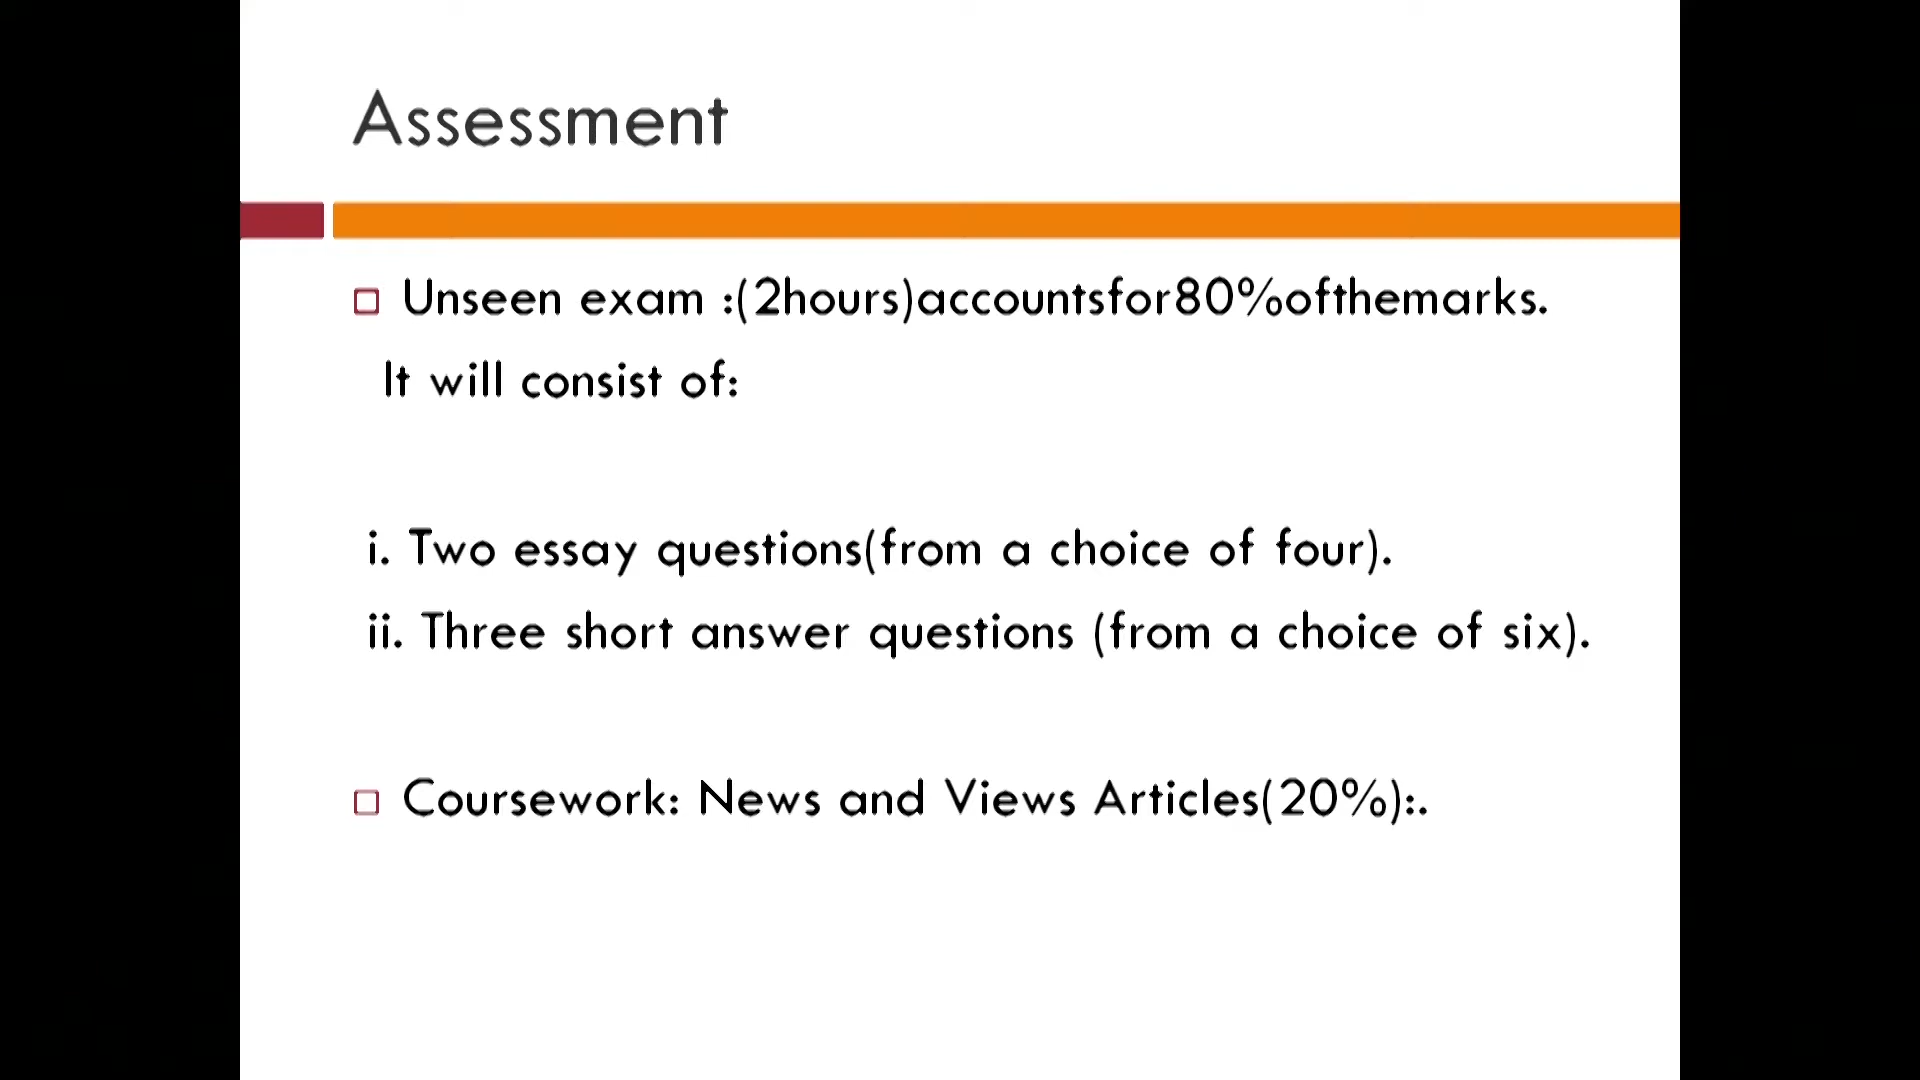 Assessment
Unseen exam :(2hours)accountsfor80%ofthemarks.
It will consist of:
i. Two essay questions(from a choice of four).
ii. Three short answer questions (from a choice of six).
Coursework: News and Views Articles(20%):.